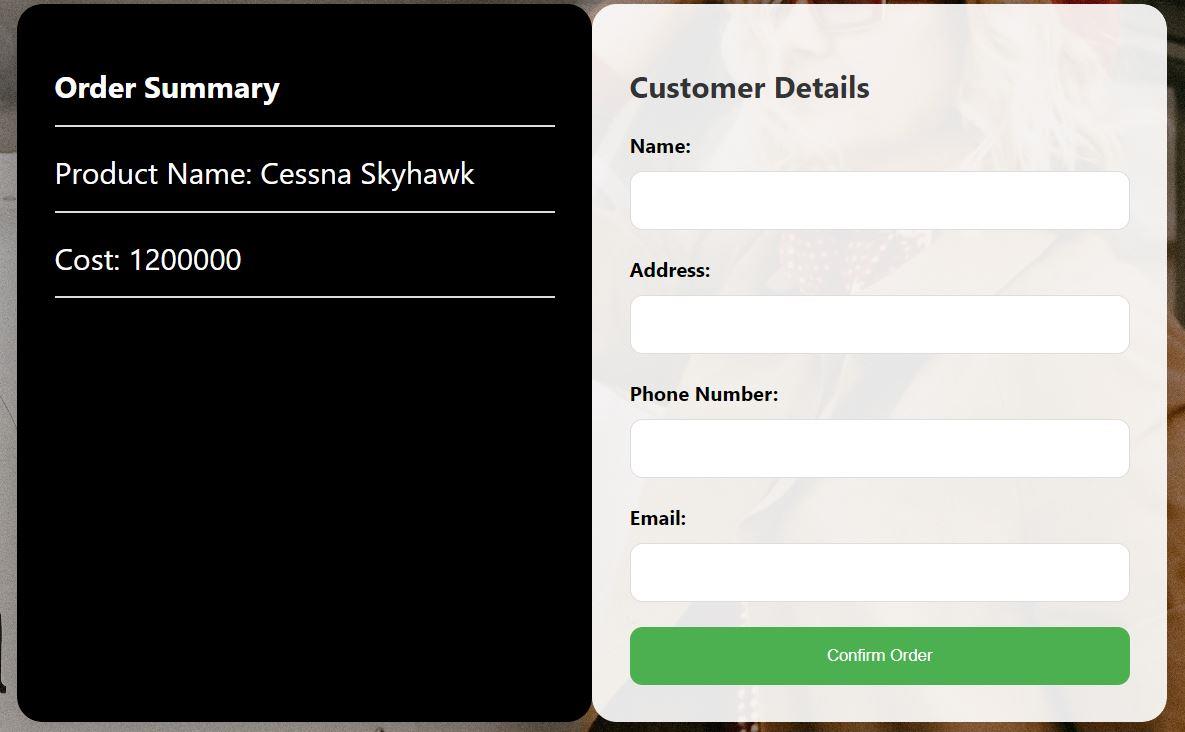 Order Summary
Product Name: Cessna Skyhawk
Cost: 1200000
Customer Details
Name:
Address:
Phone Number:
Email:
Confirm Order